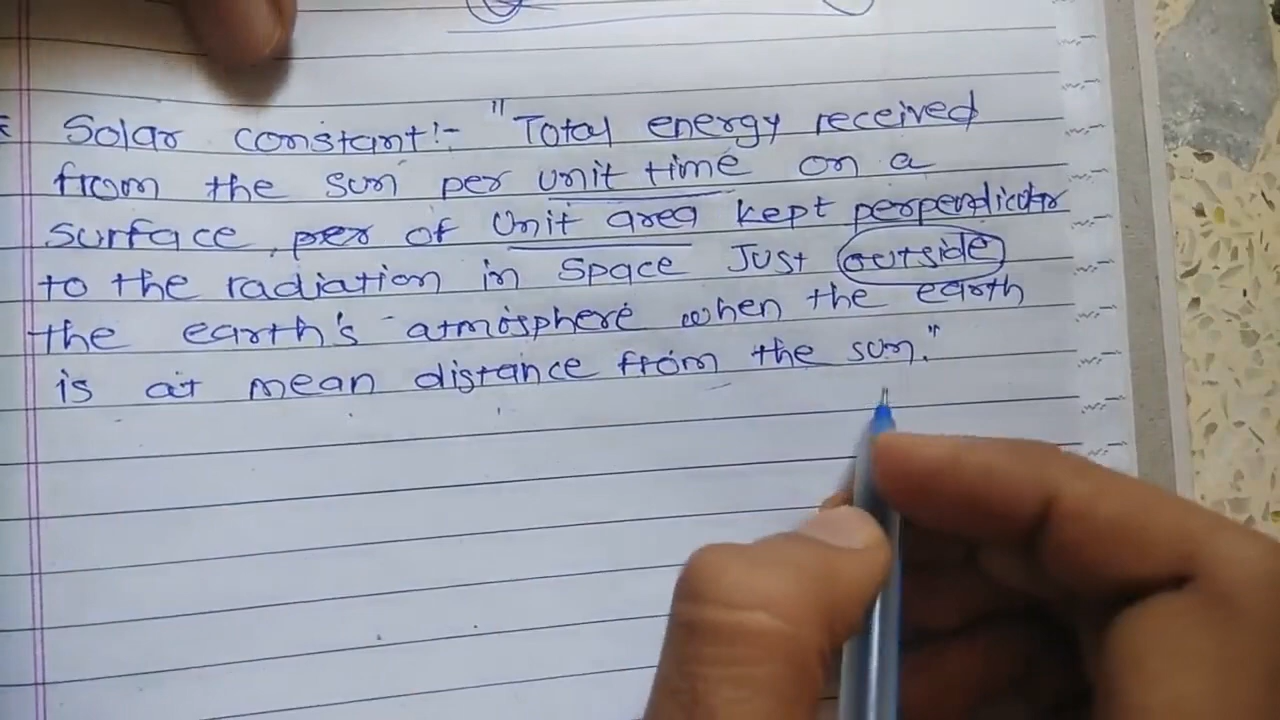 Solar constant:- "Total energy received
from the sun per unit time on a
surface, per of Unit area kept perpendicular
to the radiation in space Just outside
the earth's atmosphere when the earth
is at mean distance from the sun."